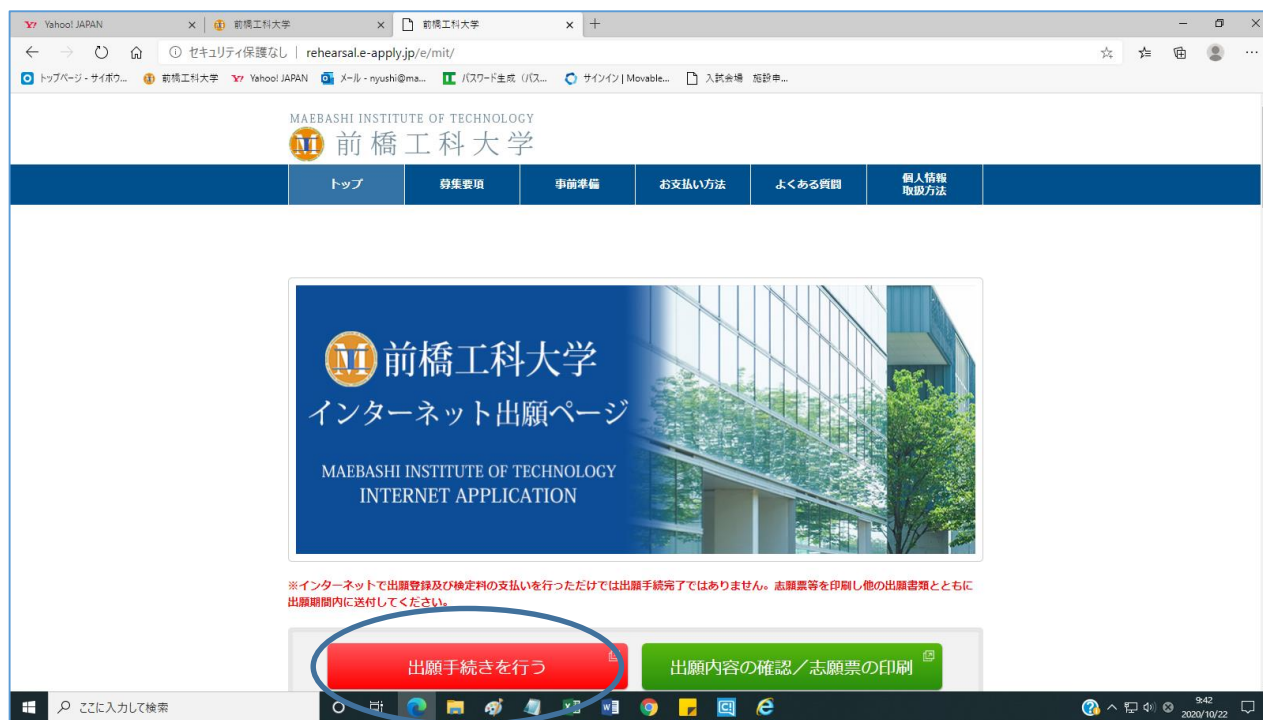 Yahoo! JAPAN
前橋工科大学
前橋工科大学
セキュリティ保護なし | rehearsal.e-apply.jp/e/mit/
トップページ - サイボウ...
前橋工科大学
Yahoo! JAPAN
メール - nyushi@ma...
パスワード生成（パス...
サインイン | Movable...
入試会場 施設申...
MAEBASHI INSTITUTE OF TECHNOLOGY
前橋工科大学
トップ
募集要項
事前準備
お支払い方法
よくある質問
個人情報
取扱方法
前橋工科大学
インターネット出願ページ
MAEBASHI INSTITUTE OF TECHNOLOGY
INTERNET APPLICATION
※インターネットで出願登録及び検定料の支払いを行っただけでは出願手続完了ではありません。志願票等を印刷し他の出願書類とともに
出願期間内に送付してください。
出願手続きを行う
出願内容の確認／志願票の印刷
ここに入力して検索
9:42
2020/10/22